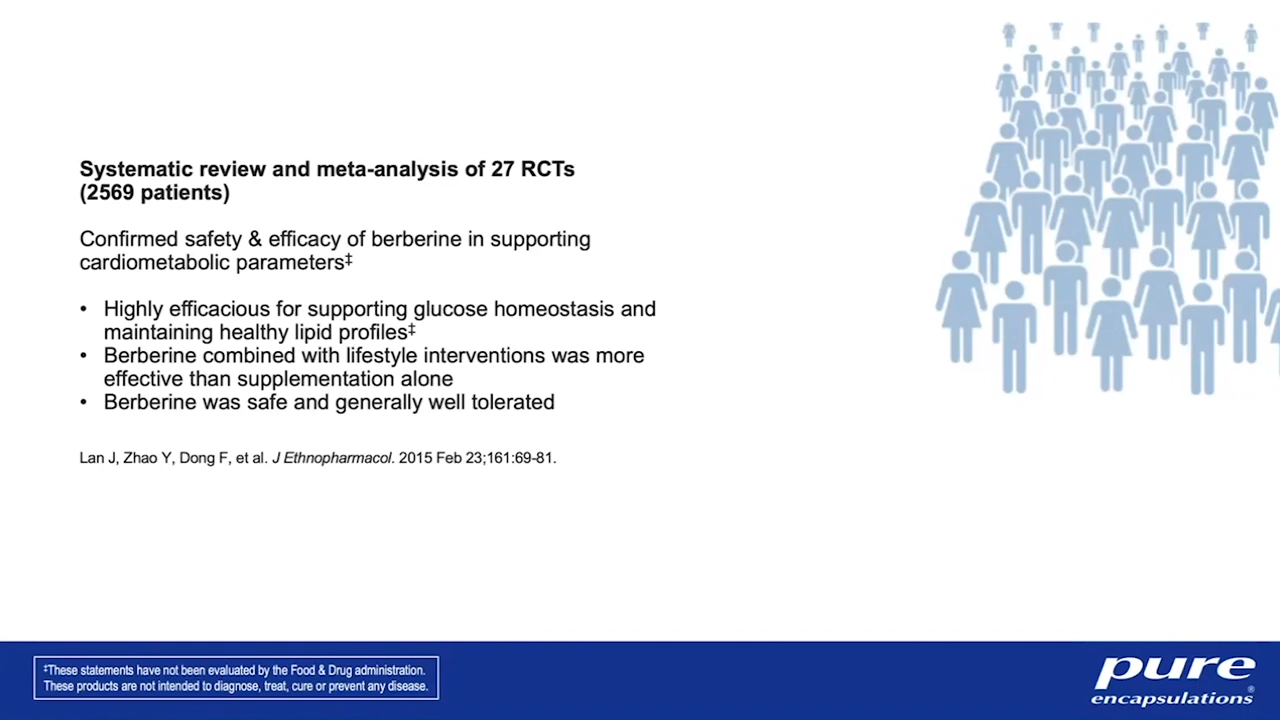 Systematic review and meta-analysis of 27 RCTs
(2569 patients)
Confirmed safety & efficacy of berberine in supporting
cardiometabolic parameters‡
• Highly efficacious for supporting glucose homeostasis and
maintaining healthy lipid profiles‡
• Berberine combined with lifestyle interventions was more
effective than supplementation alone
• Berberine was safe and generally well tolerated
Lan J, Zhao Y, Dong F, et al. J Ethnopharmacol. 2015 Feb 23;161:69-81.
‡These statements have not been evaluated by the Food & Drug administration.
These products are not intended to diagnose, treat, cure or prevent any disease.
pure
encapsulations®